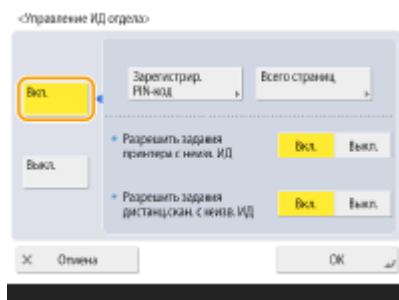 <Управление ИД отдела>
Вкл.
Зарегистрир.
PIN-код
Всего страниц
Разрешить задания
принтера с неизв. ИД
Вкл. Выкл.
Выкл.
Разрешить задания
дистанц.скан. с неизв. ИД
Вкл. Выкл.
Отмена
OK